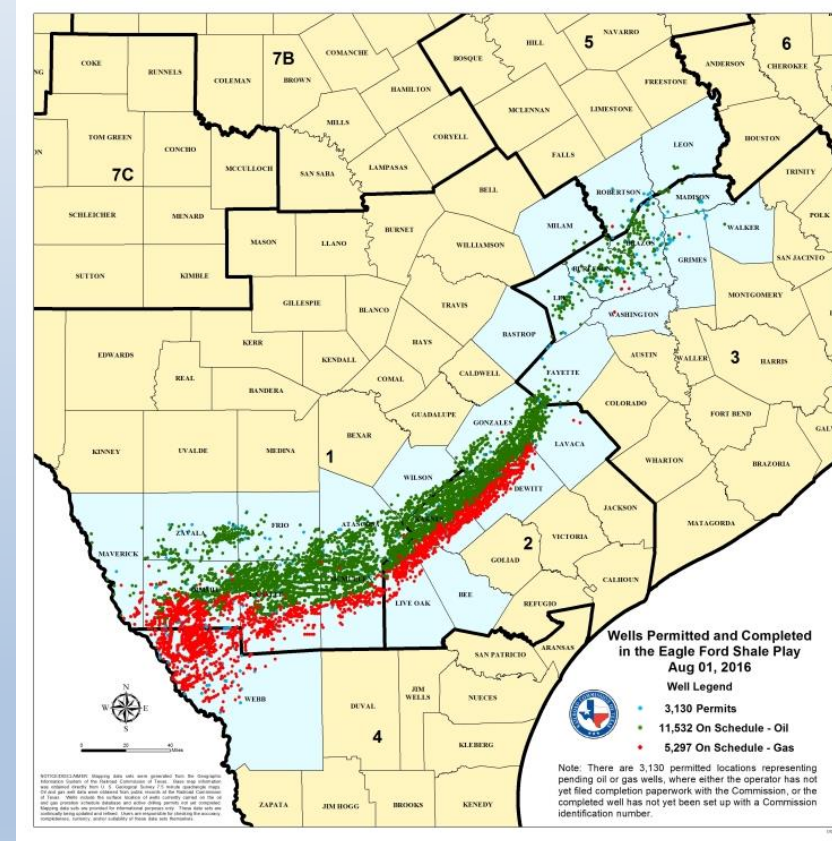 NAVARRO
HILL
5
6
COMANCHE
7B
BOSQUE
ANDERSON
CHEROKEE
COKE
RUNNELS
COLEMAN
BROWN
HAMILTON
FREESTONE
MCLENNAN
LIMESTONE
MILLS
TOM GREEN
CONCHO
CORYELL
HOUSTON
LEON
FALLS
7C
MCCULLOCH
SAN SABA
LAMPASAS
TRINITY
BELL
ROBERTSON
MADISON
SCHLEICHER
MENARD
POLK
MASON
LLANO
BURNET
MILAM
WALKER
WILLIAMSON
BRAZOS
SAN JACINTO
GRIMES
SUTTON
KIMBLE
BURLESON
GILLESPIE
BLANCO
TRAVIS
LEE
MONTGOMERY
WASHINGTON
BASTROP
KERR
HAYS
EDWARDS
KENDALL
AUSTIN
WALLER
3
HARRIS
REAL
COMAL
CALDWELL
FAYETTE
BANDERA
COLORADO
GUADALUPE
FORT BEND
GONZALES
BEXAR
KINNEY
UVALDE
MEDINA
1
LAVACA
WHARTON
BRAZORIA
WILSON
DEWITT
JACKSON
FRIO
ATASCOSA
MATAGORDA
ZAVALA
VICTORIA
MAVERICK
2
GOLIAD
CALHOUN
BEE
LIVE OAK
REFUGIO
ARANSAS
SAN PATRICIO
WEBB
DUVAL
JIM
WELLS
NUECES
4
KLEBERG
ZAPATA
JIM HOGG
BROOKS
KENEDY
N
W
E
S
0
20
40
Miles
Wells Permitted and Completed
in the Eagle Ford Shale Play
Aug 01, 2016
Well Legend
3,130 Permits
11,532 On Schedule - Oil
5,297 On Schedule - Gas
Note: There are 3,130 permitted locations representing
pending oil or gas wells, where either the operator has not
yet filed completion paperwork with the Commission, or the
completed well has not yet been set up with a Commission
identification number.